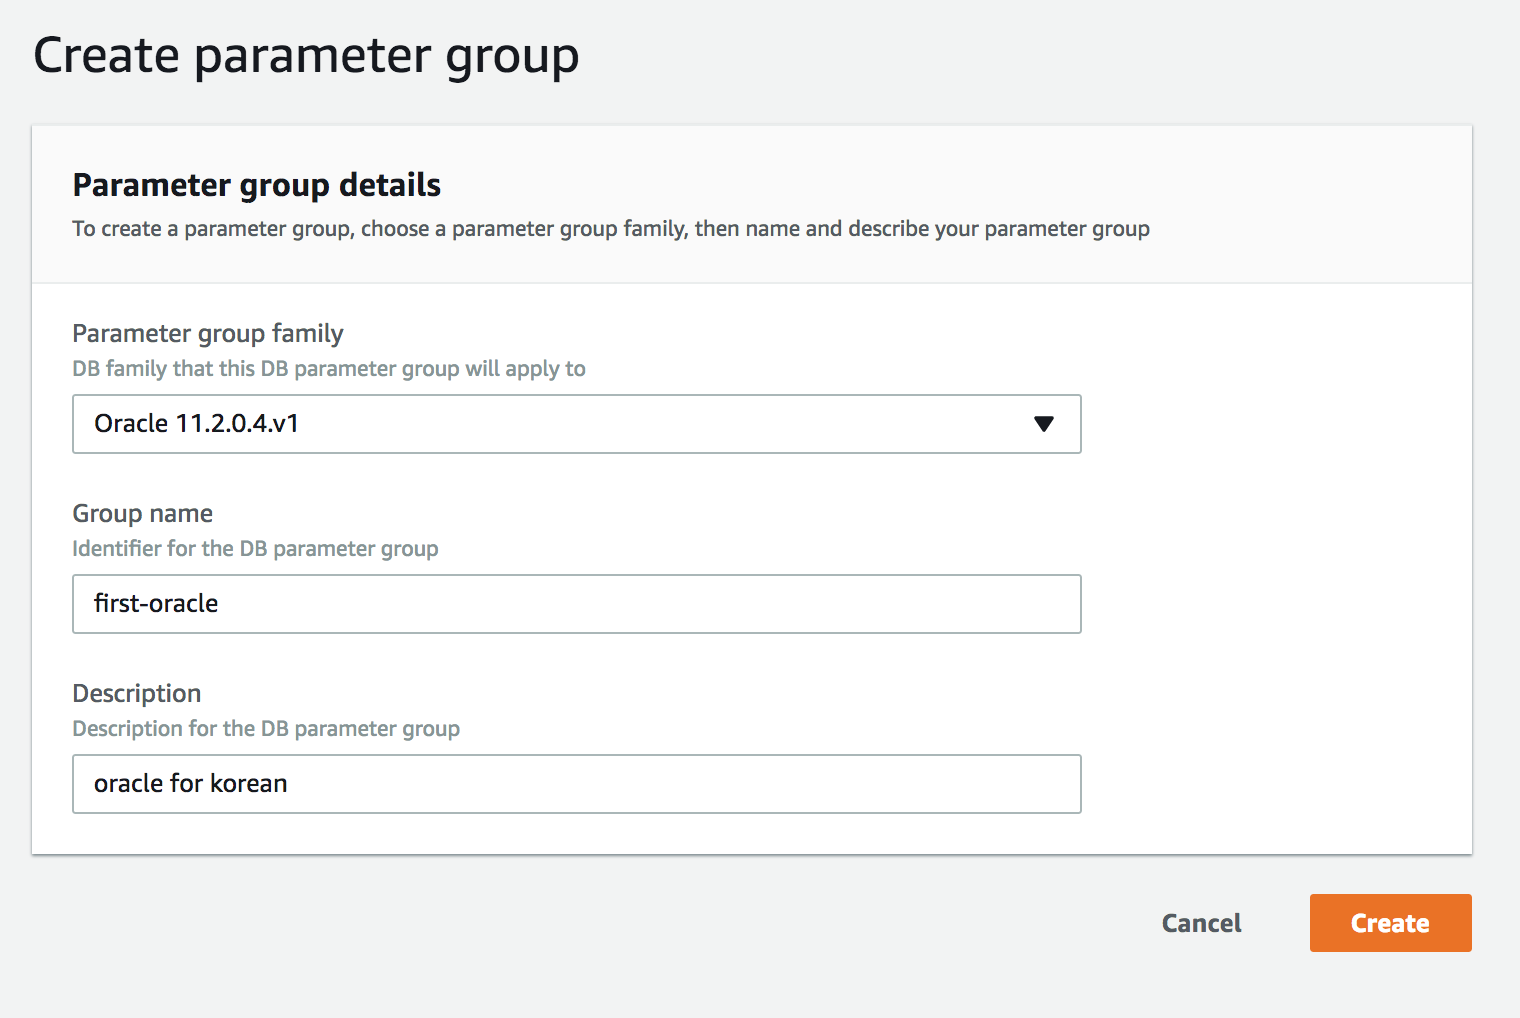 Create parameter group
Parameter group details
To create a parameter group, choose a parameter group family, then name and describe your parameter group
Parameter group family
DB family that this DB parameter group will apply to
Oracle 11.2.0.4.v1
Group name
Identifier for the DB parameter group
first-oracle
Description
Description for the DB parameter group
oracle for korean
Cancel
Create